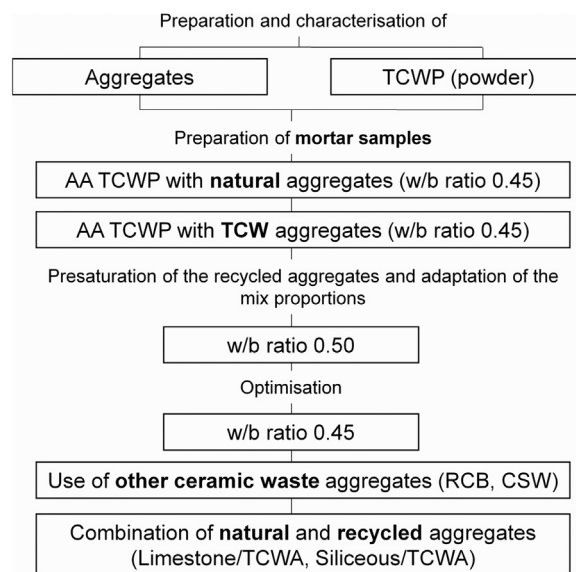 Preparation and characterisation of
Aggregates
TCWP (powder)
Preparation of mortar samples
AA TCWP with natural aggregates (w/b ratio 0.45)
AA TCWP with TCW aggregates (w/b ratio 0.45)
Presaturation of the recycled aggregates and adaptation of the
mix proportions
w/b ratio 0.50
Optimisation
w/b ratio 0.45
Use of other ceramic waste aggregates (RCB, CSW)
Combination of natural and recycled aggregates
(Limestone/TCWA, Siliceous/TCWA)